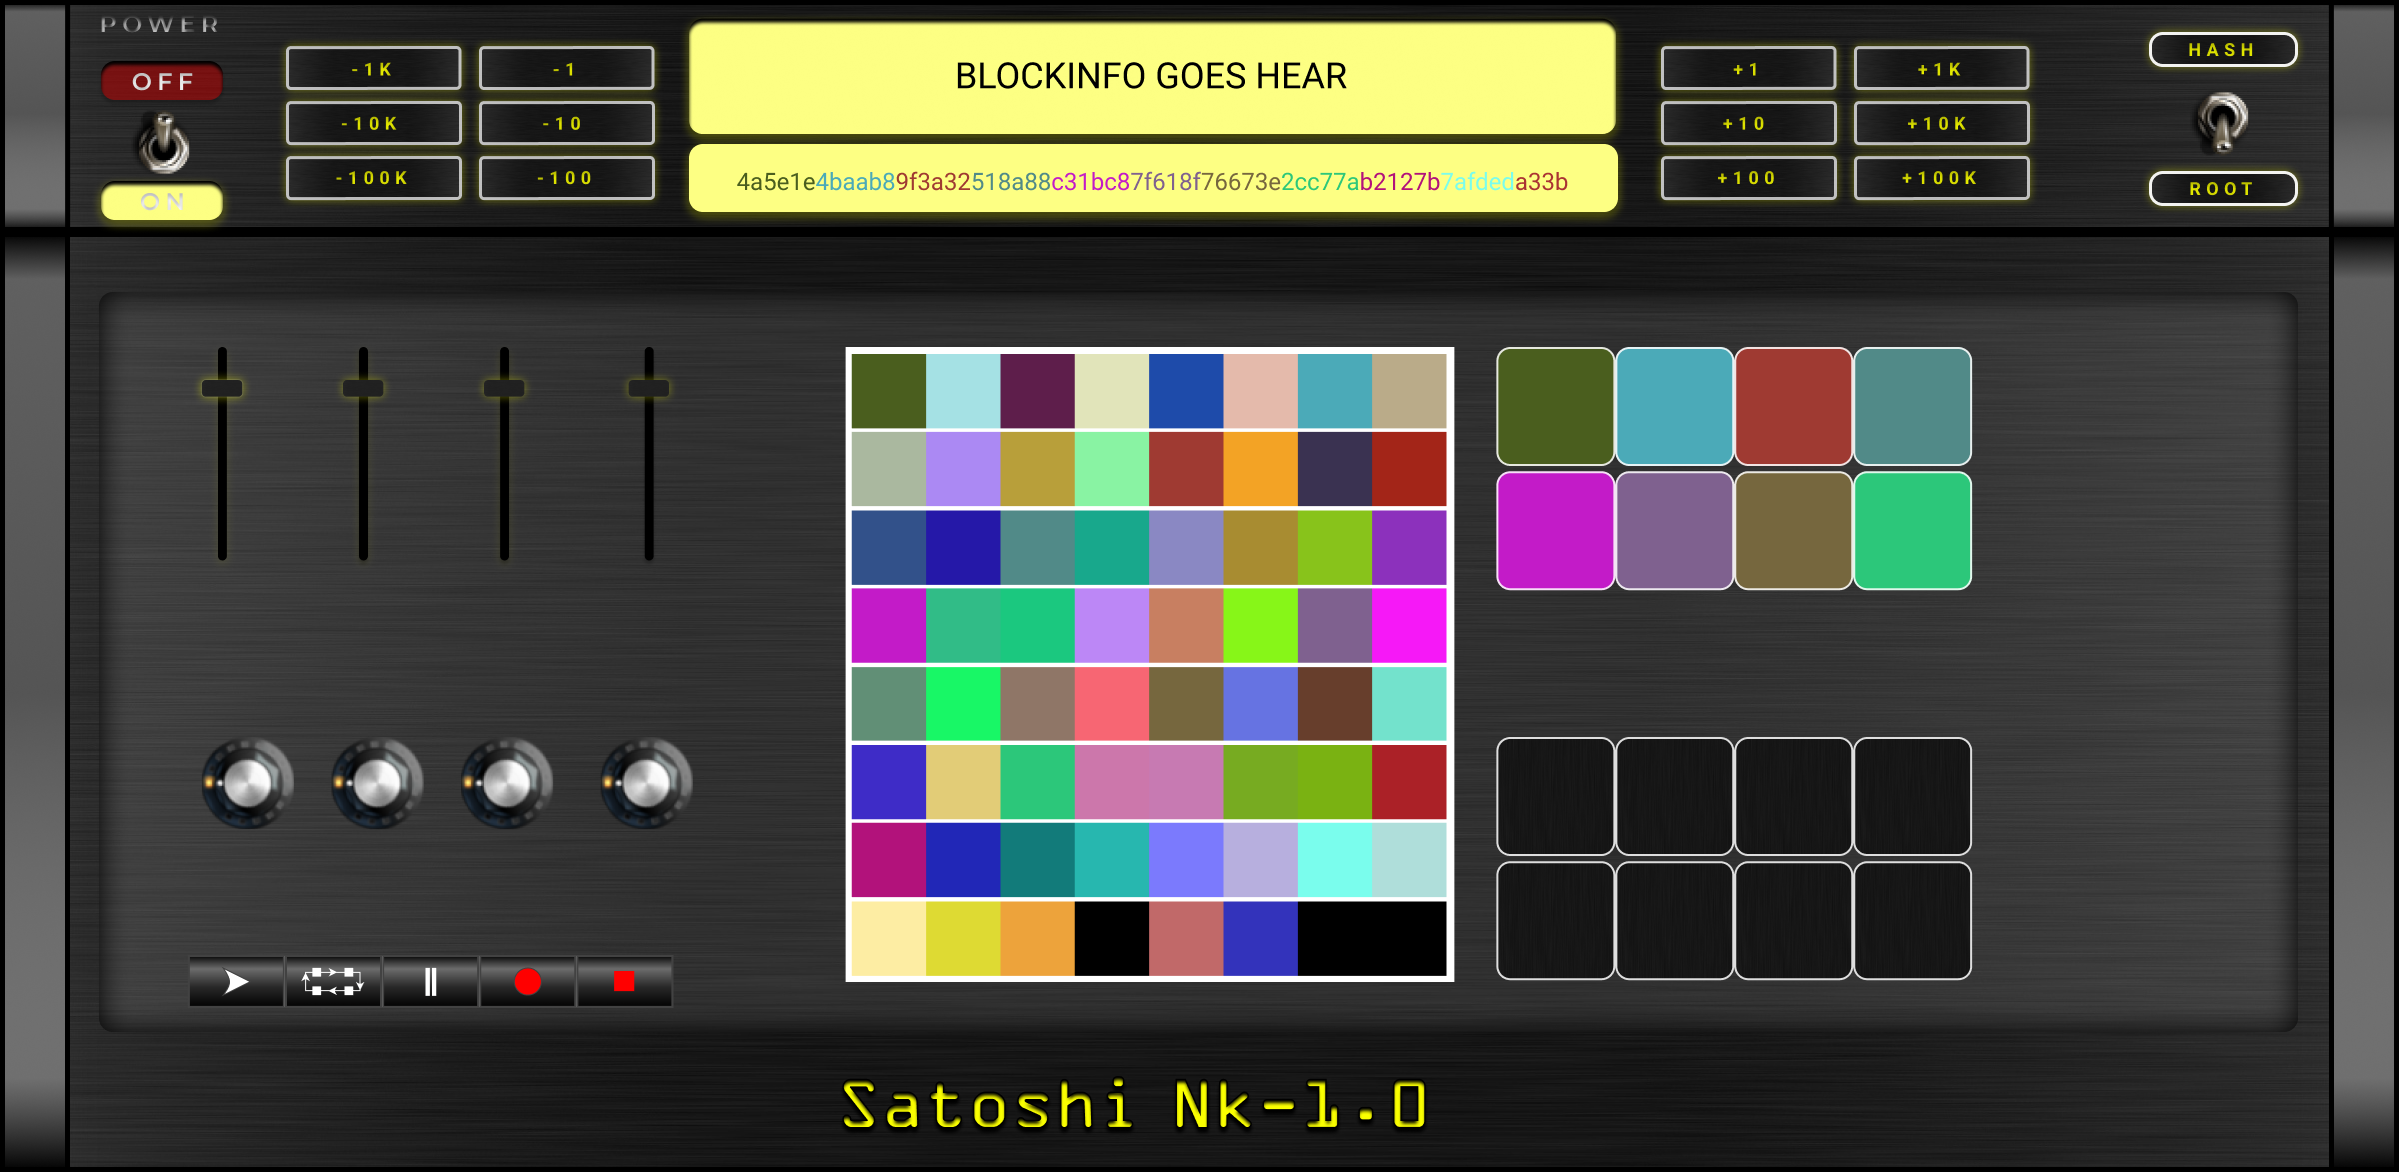 POWER
OFF
ON
-1K
-1
-10K
-10
-100K
-100
BLOCKINFO GOES HEAR
4a5e1e4baab89f3a32518a88c31bc87f618f76673e2cc77ab2127b7afdeda33b
+1
+1K
+10
+10K
+100
+100K
HASH
ROOT
Satoshi Nk-1.0